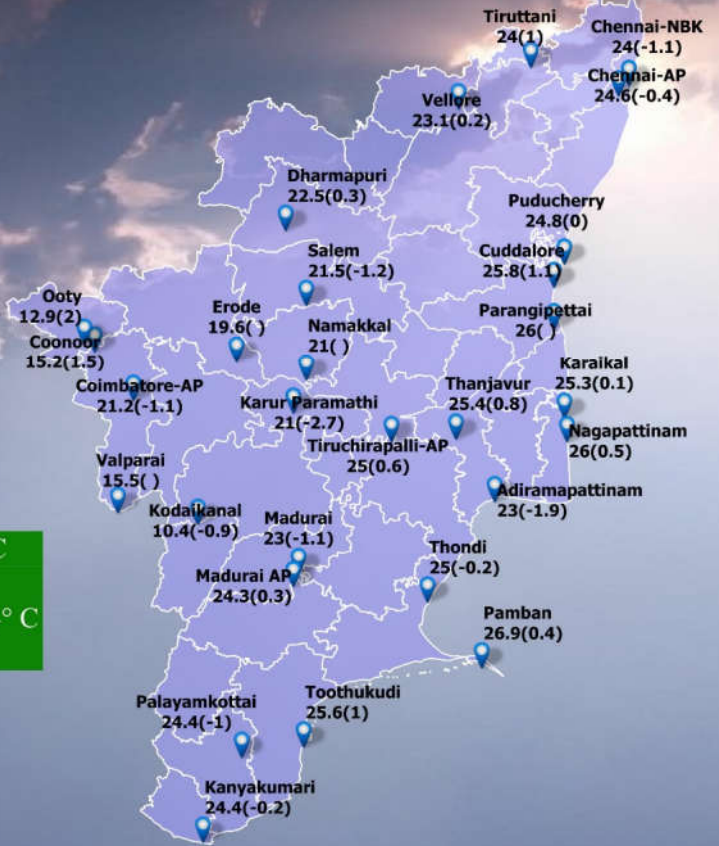 Tiruttani
24(1)
Chennai-NBK
24(-1.1)
Chennai-AP
24.6(-0.4)
Vellore
23.1(0.2)
Dharmapuri
22.5(0.3)
Puducherry
24.8(0)
Salem
21.5(-1.2)
Cuddalore
25.8(1.1)
Ooty
12.9(2)
Erode
19.6( )
Namakkal
21( )
Parangipettai
26( )
Coonoor
15.2(1.5)
Karaikal
25.3(0.1)
Coimbatore-AP
21.2(-1.1)
Karur Paramathi
21(-2.7)
Thanjavur
25.4(0.8)
Tiruchirapalli-AP
25(0.6)
Nagapattinam
26(0.5)
Valparai
15.5( )
Adiramapattinam
23(-1.9)
Kodaikanal
10.4(-0.9)
Madurai
23(-1.1)
Thondi
25(-0.2)
Madurai AP
24.3(0.3)
C
° C
Pamban
26.9(0.4)
Palayamkottai
24.4(-1)
Toothukudi
25.6(1)
Kanyakumari
24.4(-0.2)